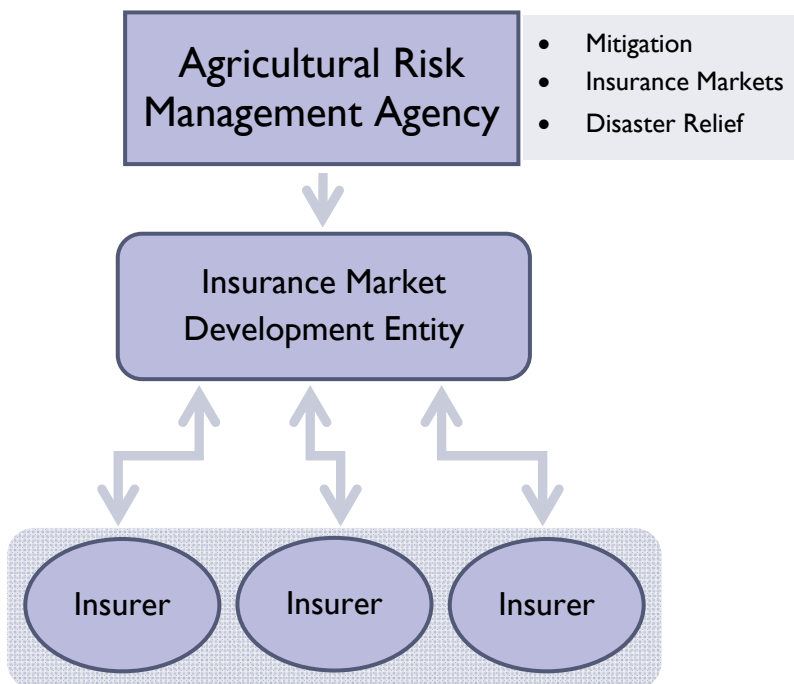 Agricultural Risk
Management Agency
• Mitigation
• Insurance Markets
• Disaster Relief
Insurance Market
Development Entity
Insurer
Insurer
Insurer